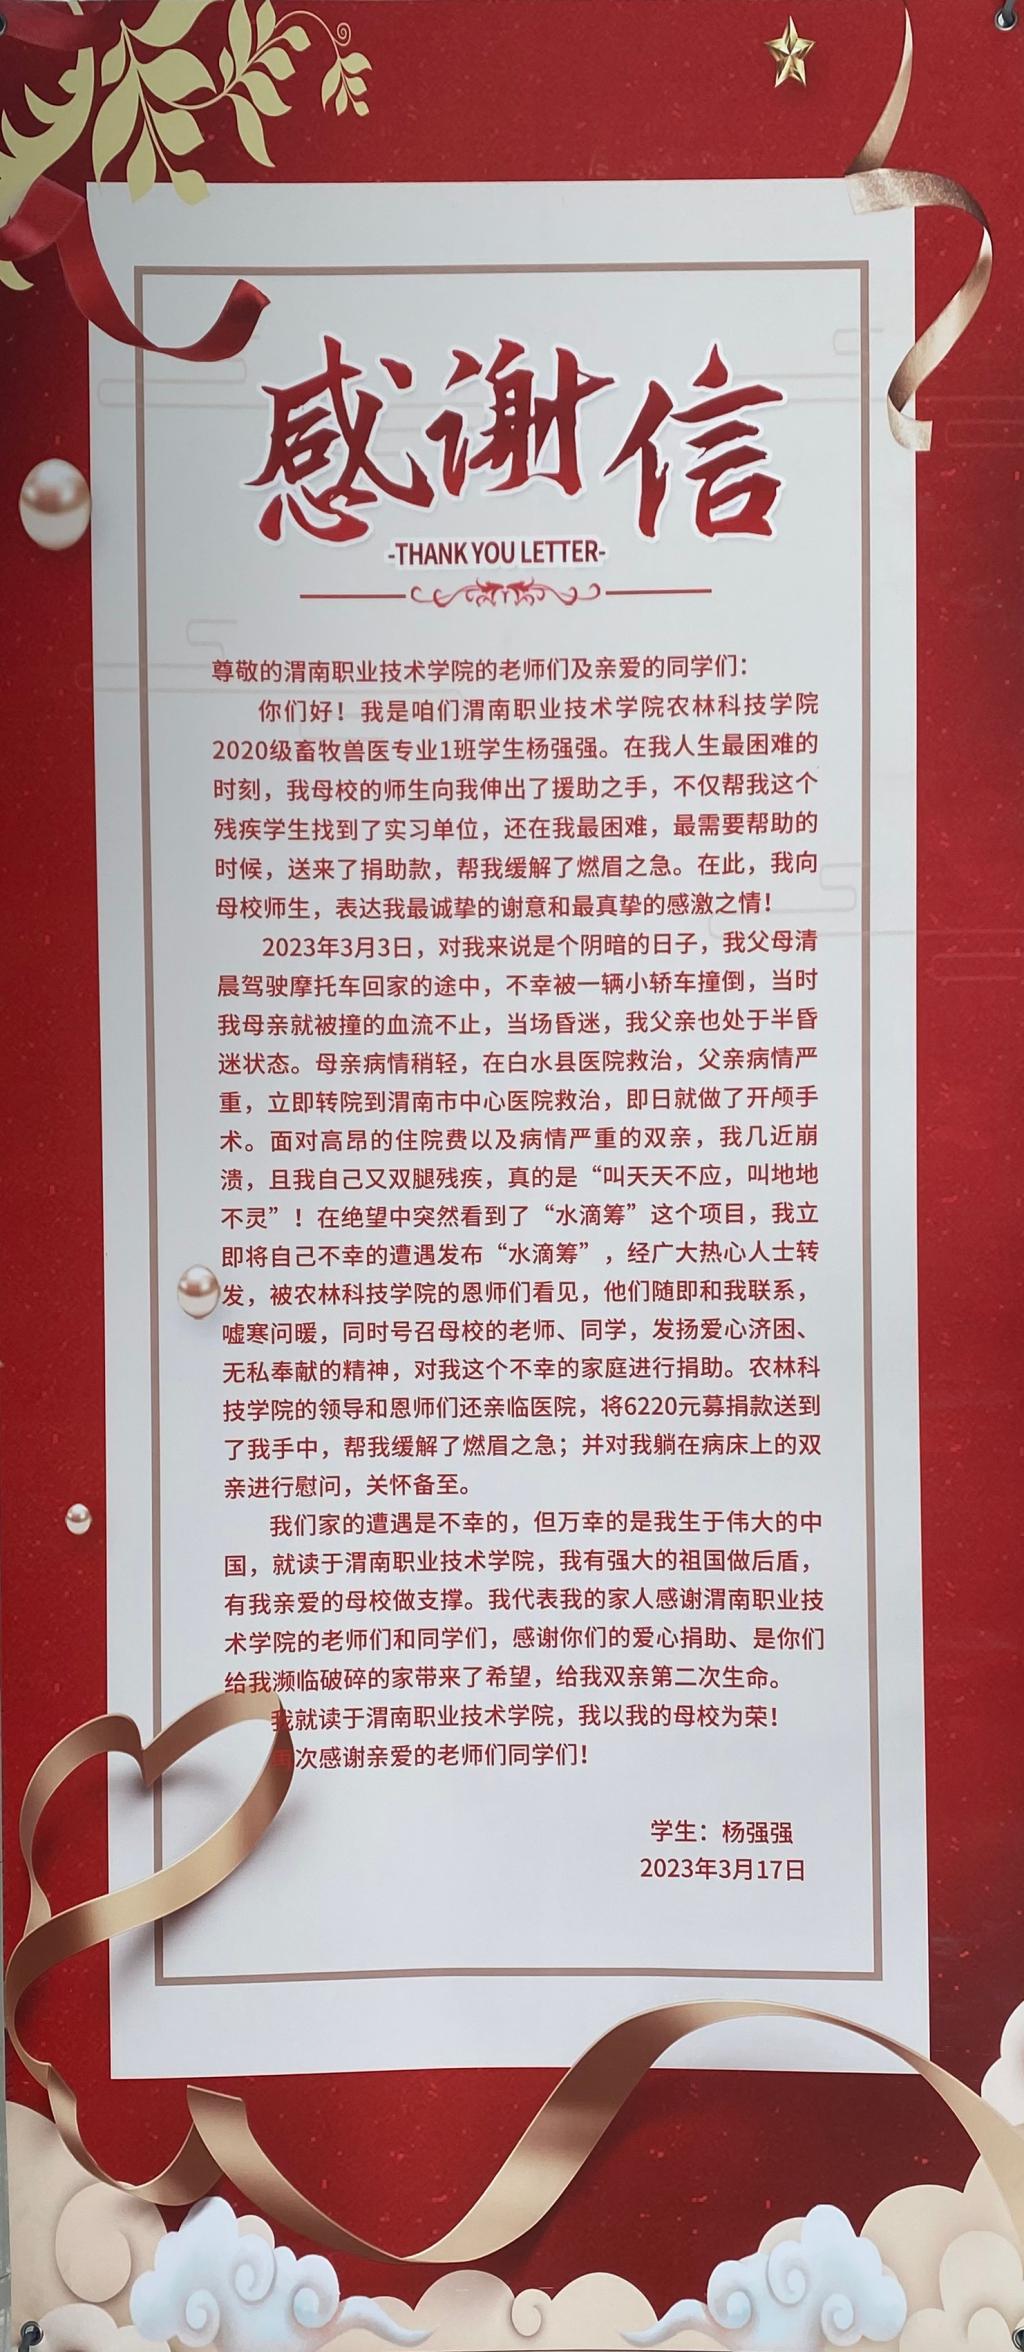 感谢信
-THANK YOU LETTER-
尊敬的渭南职业技术学院的老师们及亲爱的同学们：
你们好！我是咱们渭南职业技术学院农林科技学院
2020级畜牧兽医专业1班学生杨强强。在我人生最困难的
时刻，我母校的师生向我伸出了援助之手，不仅帮我这个
残疾学生找到了实习单位，还在我最困难，最需要帮助的
时候，送来了捐助款，帮我缓解了燃眉之急。在此，我向
母校师生，表达我最诚挚的谢意和最真挚的感激之情！
2023年3月3日，对我来说是个阴暗的日子，我父母清
晨驾驶摩托车回家的途中，不幸被一辆小轿车撞倒，当时
我母亲就被撞的血流不止，当场昏迷，我父亲也处于半昏
迷状态。母亲病情稍轻，在白水县医院救治，父亲病情严
重，立即转院到渭南市中心医院救治，即日就做了开颅手
术。面对高昂的住院费以及病情严重的双亲，我几近崩
溃，且我自己又双腿残疾，真的是“叫天天不应，叫地地
不灵”！在绝望中突然看到了“水滴筹”这个项目，我立
即将自己不幸的遭遇发布“水滴筹”，经广大热心人士转
发，被农林科技学院的恩师们看见，他们随即和我联系，
嘘寒问暖，同时号召母校的老师、同学，发扬爱心济困、
无私奉献的精神，对我这个不幸的家庭进行捐助。农林科
技学院的领导和恩师们还亲临医院，将6220元募捐款送到
了我手中，帮我缓解了燃眉之急；并对我躺在病床上的双
亲进行慰问，关怀备至。
我们家的遭遇是不幸的，但万幸的是我生于伟大的中
国，就读于渭南职业技术学院，我有强大的祖国做后盾，
有我亲爱的母校做支撑。我代表我的家人感谢渭南职业技
术学院的老师们和同学们，感谢你们的爱心捐助、是你们
给我濒临破碎的家带来了希望，给我双亲第二次生命。
我就读于渭南职业技术学院，我以我的母校为荣！
再次感谢亲爱的老师们同学们！
学生：杨强强
2023年3月17日